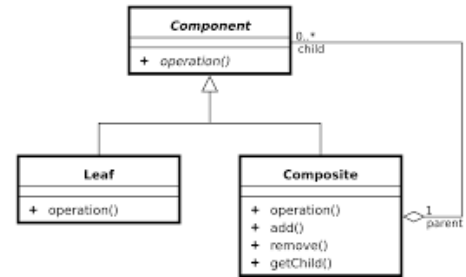 Component
+ operation()
0..*
child
Leaf
+ operation()
Composite
+ operation()
+ add()
+ remove()
+ getChild()
1
parent